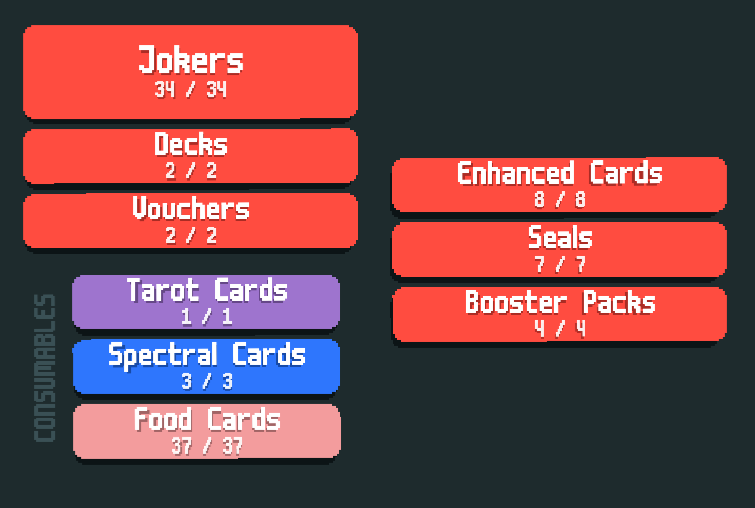 Jokers
34 / 34
Decks
2 / 2
Vouchers
2 / 2
CONSUMABLES
Tarot Cards
1 / 1
Spectral Cards
3 / 3
Food Cards
37 / 37
Enhanced Cards
8 / 8
Seals
7 / 7
Booster Packs
4 / 4